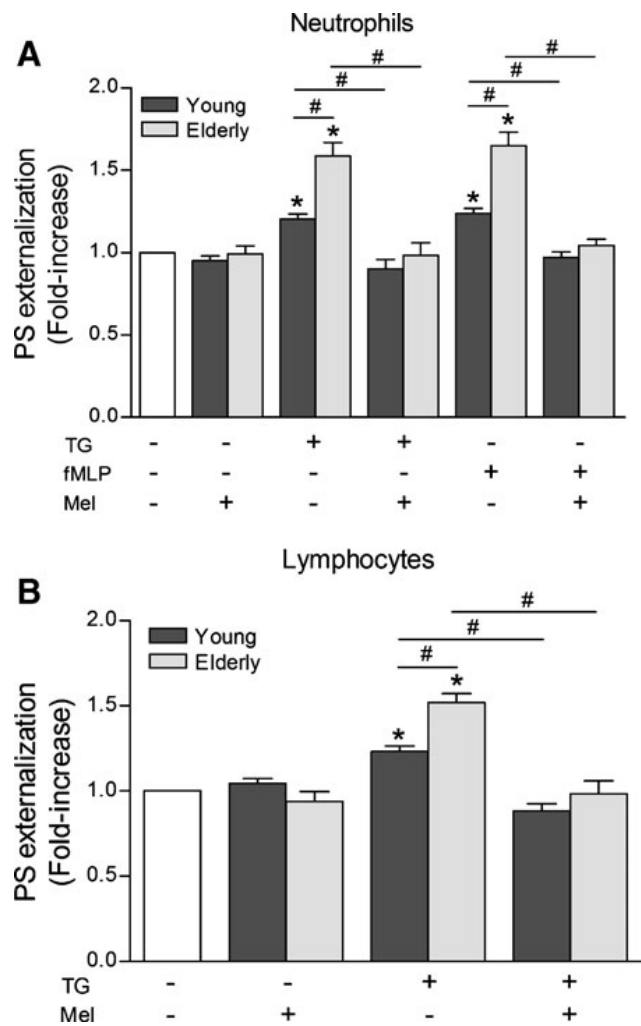 Neutrophils
A
#
#
#
#
#
#
2.0
Young
Elderly
*
*
*
*
1.5
1.0
0.5
0.0
PS externalization
(Fold-increase)
TG - - + + - -
fMLP - - - - + +
Mel - + - + - +
Lymphocytes
B
#
#
#
2.0
Young
Elderly
*
*
1.5
1.0
0.5
0.0
PS externalization
(Fold-increase)
TG - - + +
Mel - + - +